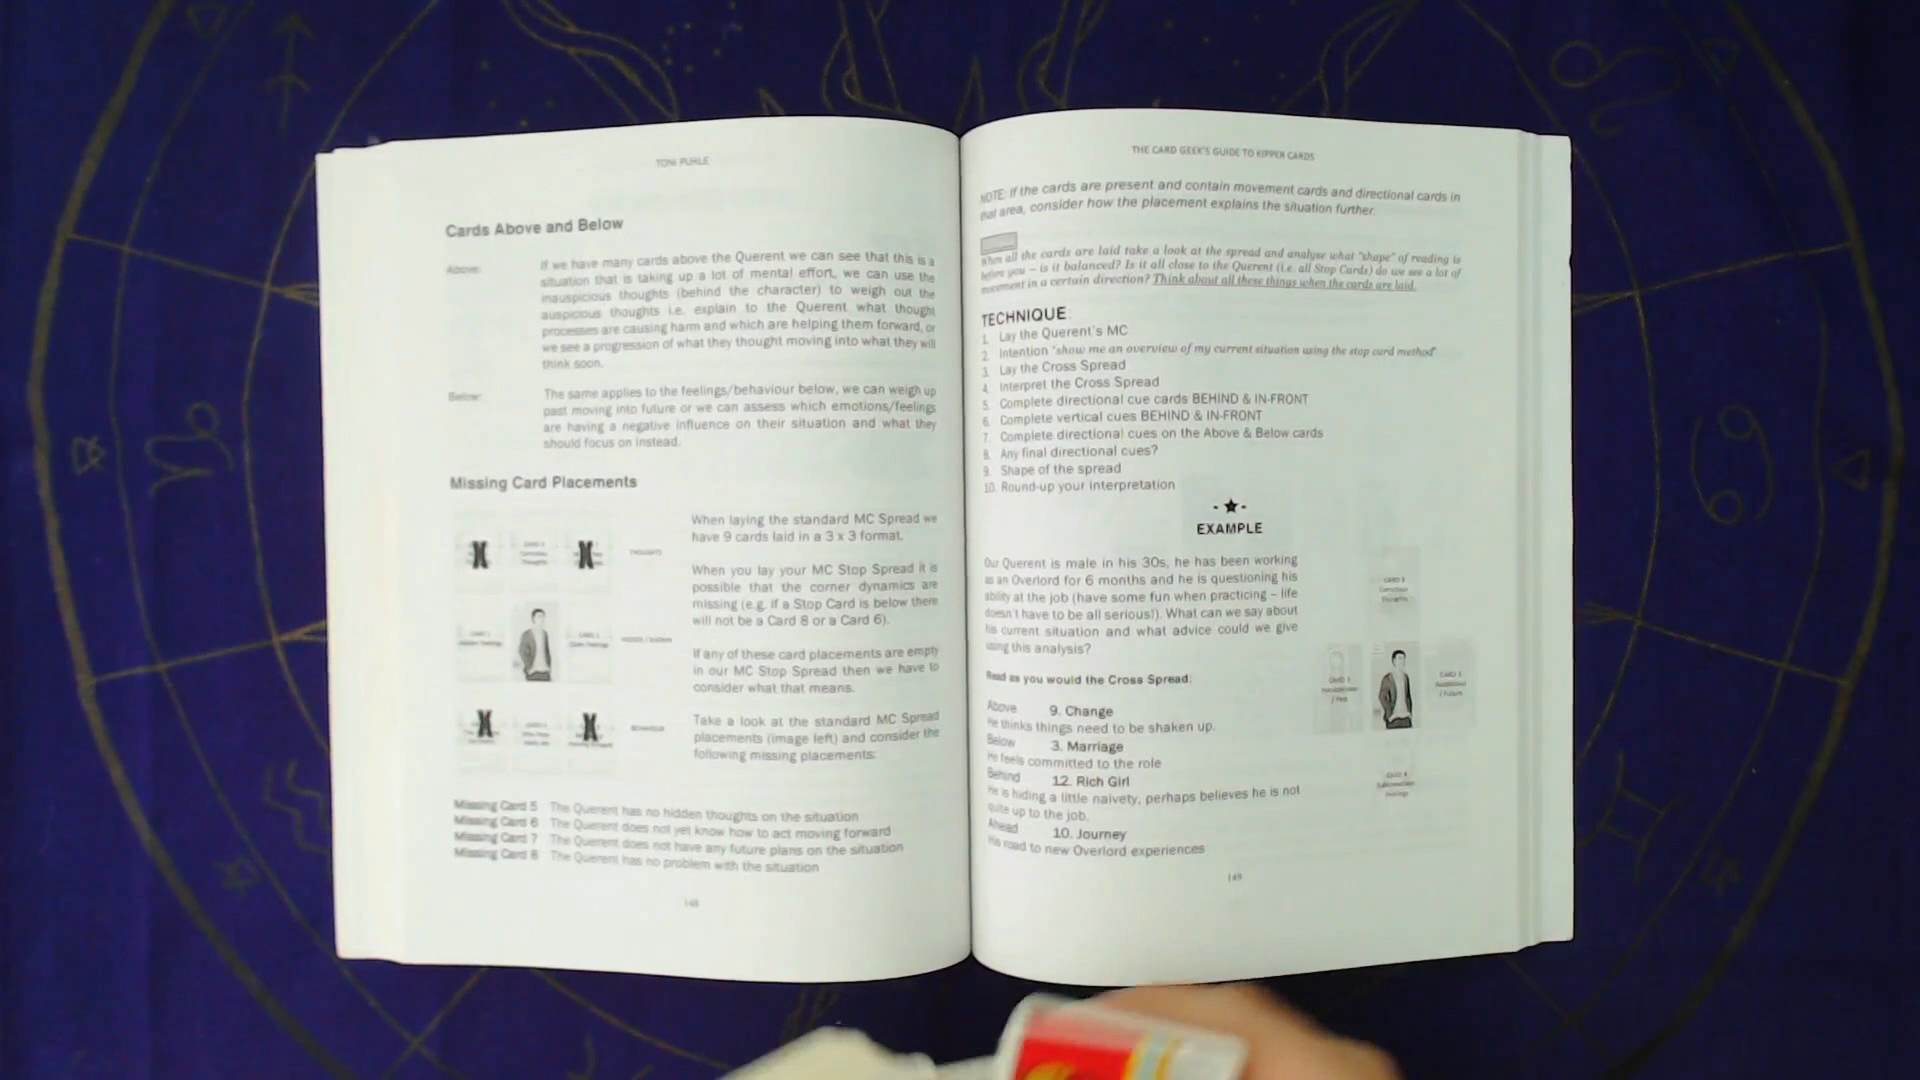 TONI PUHLE
Cards Above and Below
Above:
If we have many cards above the Querent we can see that this is a
situation that is taking up a lot of mental effort, we can use the
inauspicious thoughts (behind the character) to weigh out the
auspicious thoughts i.e. explain to the Querent what thought
processes are causing harm and which are helping them forward, or
we see a progression of what they thought moving into what they will
think soon.
Below:
The same applies to the feelings/behaviour below, we can weigh up
past moving into future or we can assess which emotions/feelings
are having a negative influence on their situation and what they
should focus on instead.
Missing Card Placements
When laying the standard MC Spread we
have 9 cards laid in a 3 x 3 format.
When you lay your MC Stop Spread it is
possible that the corner dynamics are
missing (e.g. if a Stop Card is below there
will not be a Card 8 or a Card 6).
If any of these card placements are empty
in our MC Stop Spread then we have to
consider what that means.
Take a look at the standard MC Spread
placements (image left) and consider the
following missing placements:
THOUGHTS
BEHAVIOUR
Missing Card 5 The Querent has no hidden thoughts on the situation
Missing Card 6 The Querent does not yet know how to act moving forward
Missing Card 7 The Querent does not have any future plans on the situation
Missing Card 8 The Querent has no problem with the situation
148
THE CARD GEEK'S GUIDE TO KIPPER CARDS
NOTE: If the cards are present and contain movement cards and directional cards in
that area, consider how the placement explains the situation further.
When all the cards are laid take a look at the spread and analyse what "shape" of reading is
before you – is it balanced? Is it all close to the Querent (i.e. all Stop Cards) do we see a lot of
movement in a certain direction? Think about all these things when the cards are laid.
TECHNIQUE
1. Lay the Querent's MC
2. Intention "show me an overview of my current situation using the stop card method"
3. Lay the Cross Spread
4. Interpret the Cross Spread
5. Complete directional cue cards BEHIND & IN-FRONT
6. Complete vertical cues BEHIND & IN-FRONT
7. Complete directional cues on the Above & Below cards
8. Any final directional cues?
9. Shape of the spread
10. Round-up your interpretation
EXAMPLE
Our Querent is male in his 30s, he has been working
as an Overlord for 6 months and he is questioning his
ability at the job (have some fun when practicing – life
doesn't have to be all serious!). What can we say about
his current situation and what advice could we give
using this analysis?
Read as you would the Cross Spread:
Above 9. Change
He thinks things need to be shaken up.
Below 3. Marriage
He feels committed to the role
Behind 12. Rich Girl
He is hiding a little naivety, perhaps believes he is not
quite up to the job.
Ahead 10. Journey
His road to new Overlord experiences
CARD 3
Conscious
Thoughts
149